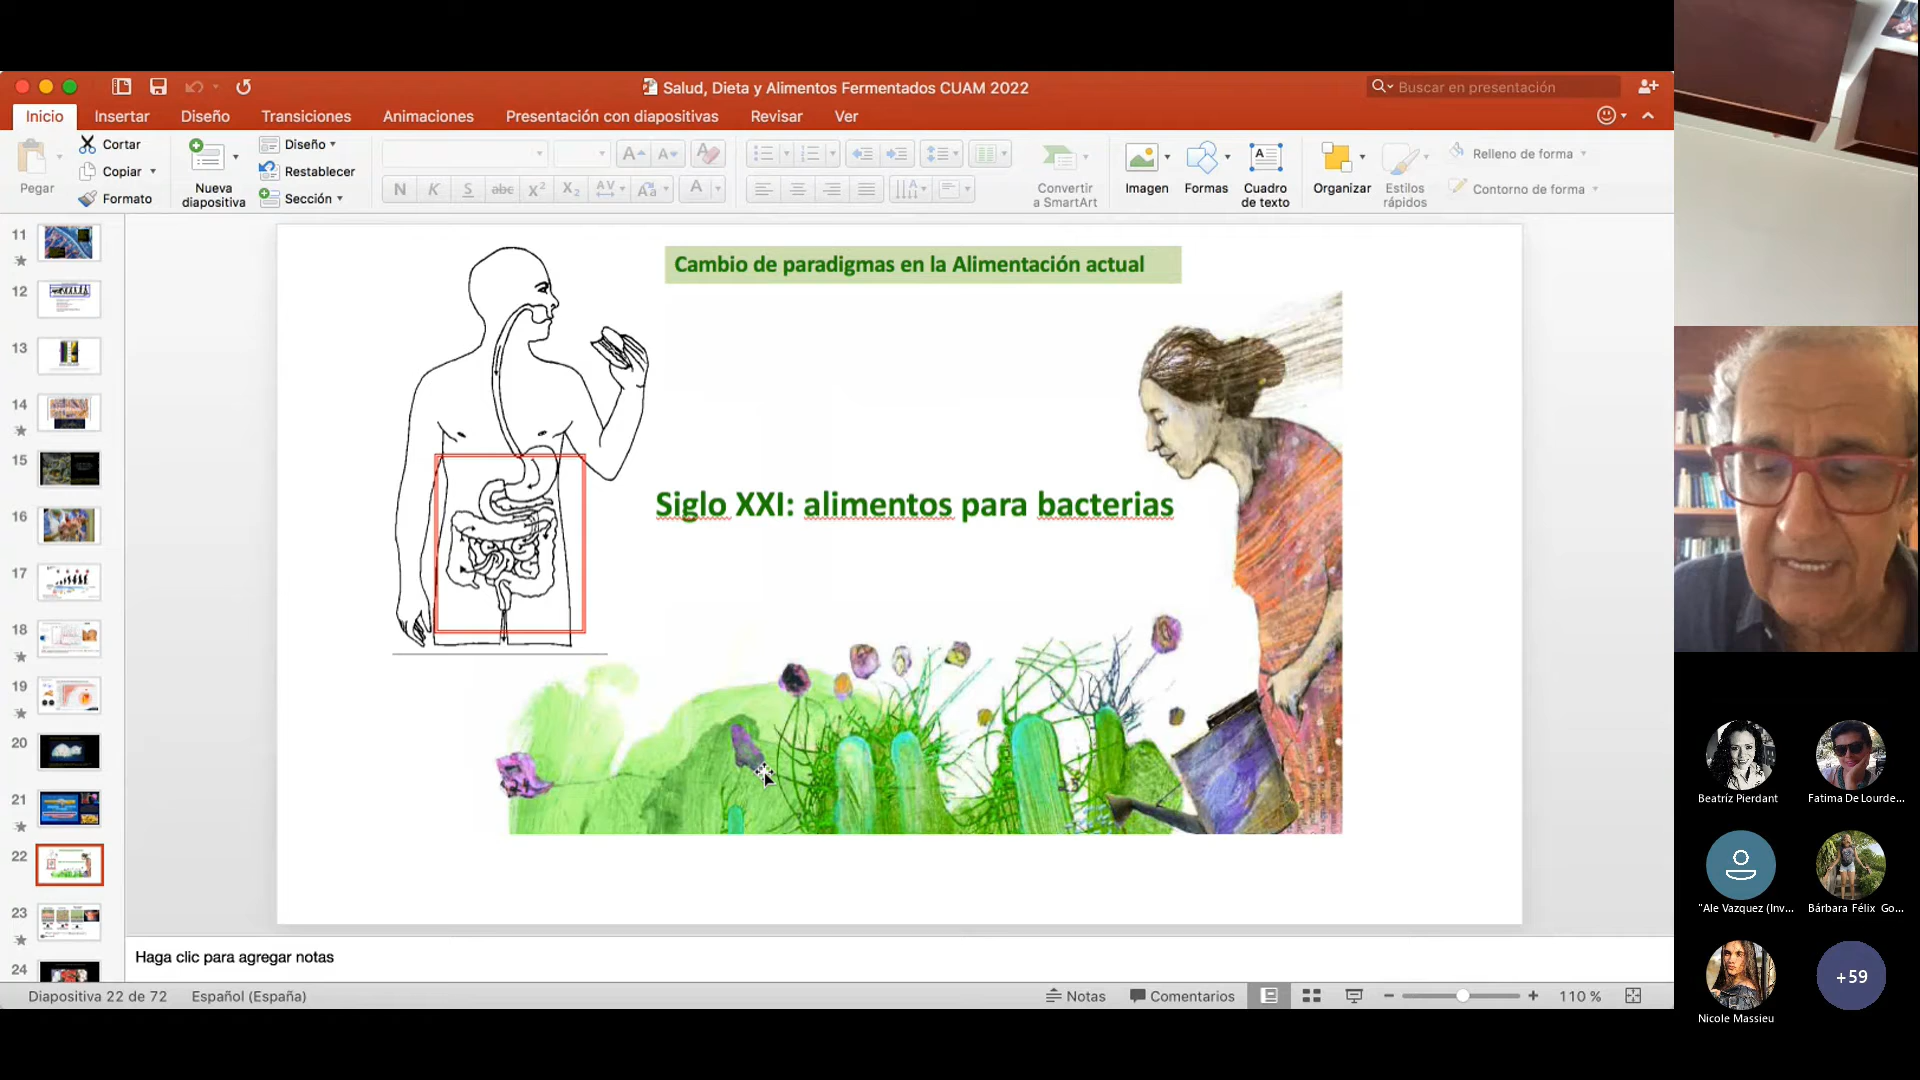 Salud, Dieta y Alimentos Fermentados CUAM 2022
Buscar en presentación
Inicio
Insertar
Diseño
Transiciones
Animaciones
Presentación con diapositivas
Revisar
Ver
Pegar
Cortar
Copiar
Formato
Nueva
diapositiva
Diseño
Restablecer
Sección
N K S abc X² X₂ AV Aa A
Convertir
a SmartArt
Imagen
Formas
Cuadro
de texto
Organizar
Estilos
rápidos
Relleno de forma
Contorno de forma
11
12
13
14
15
16
17
18
19
20
21
22
23
24
Cambio de paradigmas en la Alimentación actual
Siglo XXI: alimentos para bacterias
Haga clic para agregar notas
Diapositiva 22 de 72
Español (España)
Notas
Comentarios
110 %
Beatríz Pierdant
Fatima De Lourde...
"Ale Vazquez (Inv...
Bárbara Félix Go...
Nicole Massieu
+59